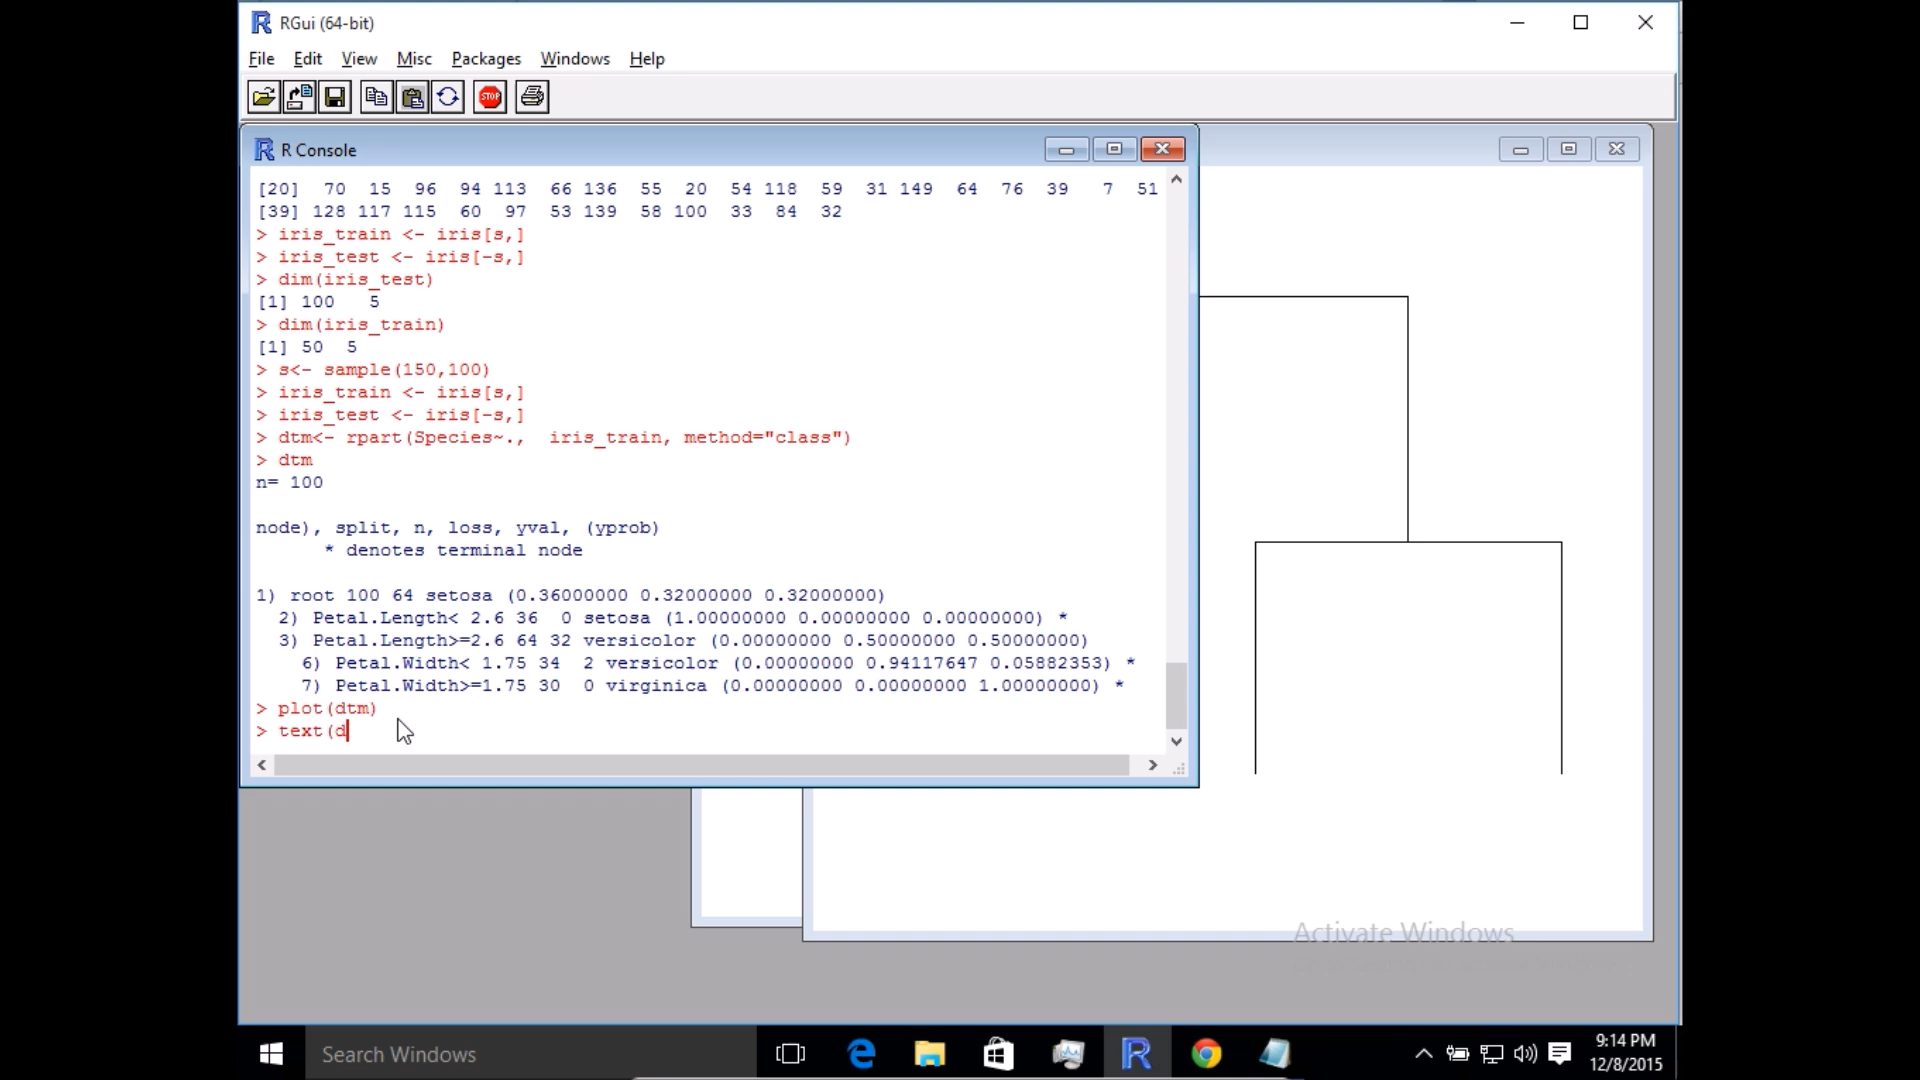 RGui (64-bit)
File Edit View Misc Packages Windows Help
STOP
R Console
[20]  70  15  96  94 113  66 136  55  20  54 118  59  31 149  64  76  39   7  51
[39] 128 117 115  60  97  53 139  58 100  33  84  32
> iris_train <- iris[s,]
> iris_test <- iris[-s,]
> dim(iris_test)
[1] 100   5
> dim(iris_train)
[1] 50  5
> s<- sample(150,100)
> iris_train <- iris[s,]
> iris_test <- iris[-s,]
> dtm<- rpart(Species~.,  iris_train, method="class")
> dtm
n= 100
node), split, n, loss, yval, (yprob)
* denotes terminal node
1) root 100 64 setosa (0.36000000 0.32000000 0.32000000)
2) Petal.Length< 2.6 36  0 setosa (1.00000000 0.00000000 0.00000000) *
3) Petal.Length>=2.6 64 32 versicolor (0.00000000 0.50000000 0.50000000)
6) Petal.Width< 1.75 34  2 versicolor (0.00000000 0.94117647 0.05882353) *
7) Petal.Width>=1.75 30  0 virginica (0.00000000 0.00000000 1.00000000) *
> plot(dtm)
> text(d
Activate Windows
Search Windows
9:14 PM
12/8/2015